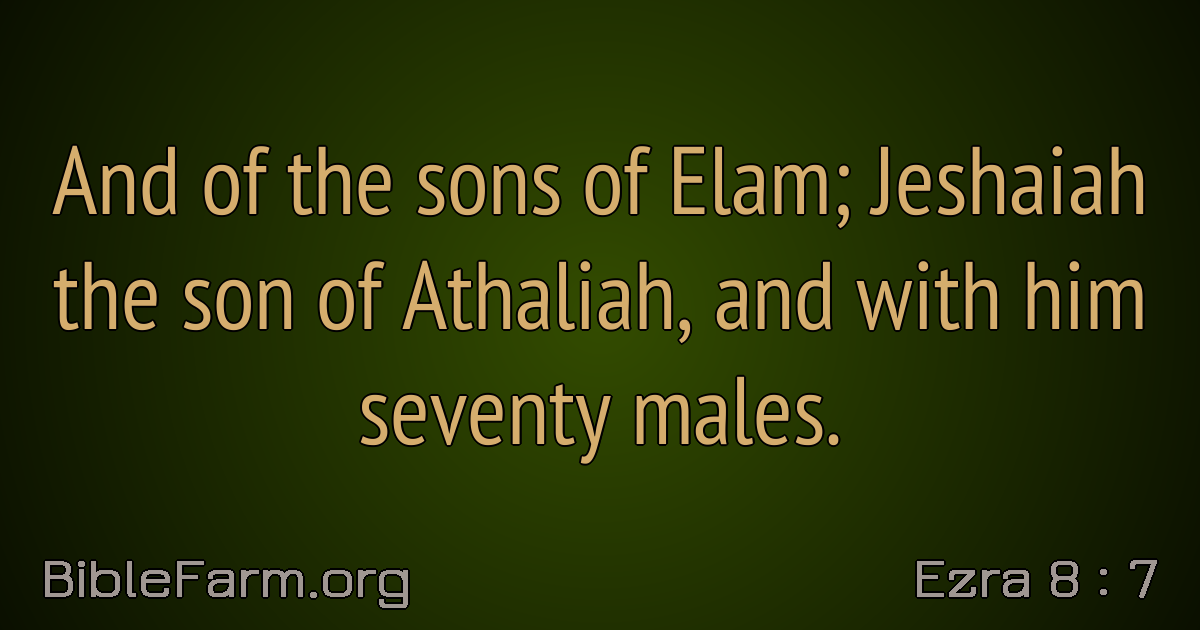 And of the sons of Elam; Jeshaiah
the son of Athaliah, and with him
seventy males.
BibleFarm.org
Ezra 8 : 7